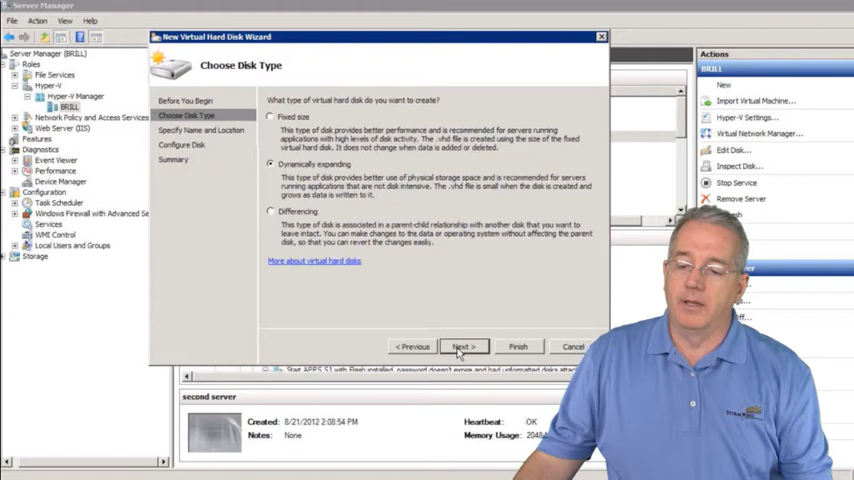 Server Manager
File Action View Help
Server Manager (BRILL)
Roles
File Services
Hyper-V
Hyper-V Manager
BRILL
Network Policy and Access Services
Web Server (IIS)
Features
Diagnostics
Event Viewer
Performance
Device Manager
Configuration
Task Scheduler
Windows Firewall with Advanced Se
Services
WMI Control
Local Users and Groups
Storage
New Virtual Hard Disk Wizard
Choose Disk Type
Before You Begin
Choose Disk Type
Specify Name and Location
Configure Disk
Summary
What type of virtual hard disk do you want to create?
Fixed size
This type of disk provides better performance and is recommended for servers running
applications with high levels of disk activity. The .vhd file is created using the size of the fixed
virtual hard disk. It does not change when data is added or deleted.
Dynamically expanding
This type of disk provides better use of physical storage space and is recommended for
servers running applications that are not disk intensive. The .vhd file is small when the disk is created and
grows as data is written to it.
Differencing
This type of disk is associated in a parent-child relationship with another disk that you want to
leave intact. You can make changes to the data or operating system without affecting the parent
disk, so that you can revert the changes easily.
More about virtual hard disks
< Previous
Next >
Finish
Cancel
second server
Created: 8/21/2012 2:08:54 PM
Notes: None
Heartbeat: OK
Memory Usage: 2048
Actions
BRILL
New
Import Virtual Machine...
Hyper-V Settings...
Virtual Network Manager...
Edit Disk...
Inspect Disk...
Stop Service
Remove Server